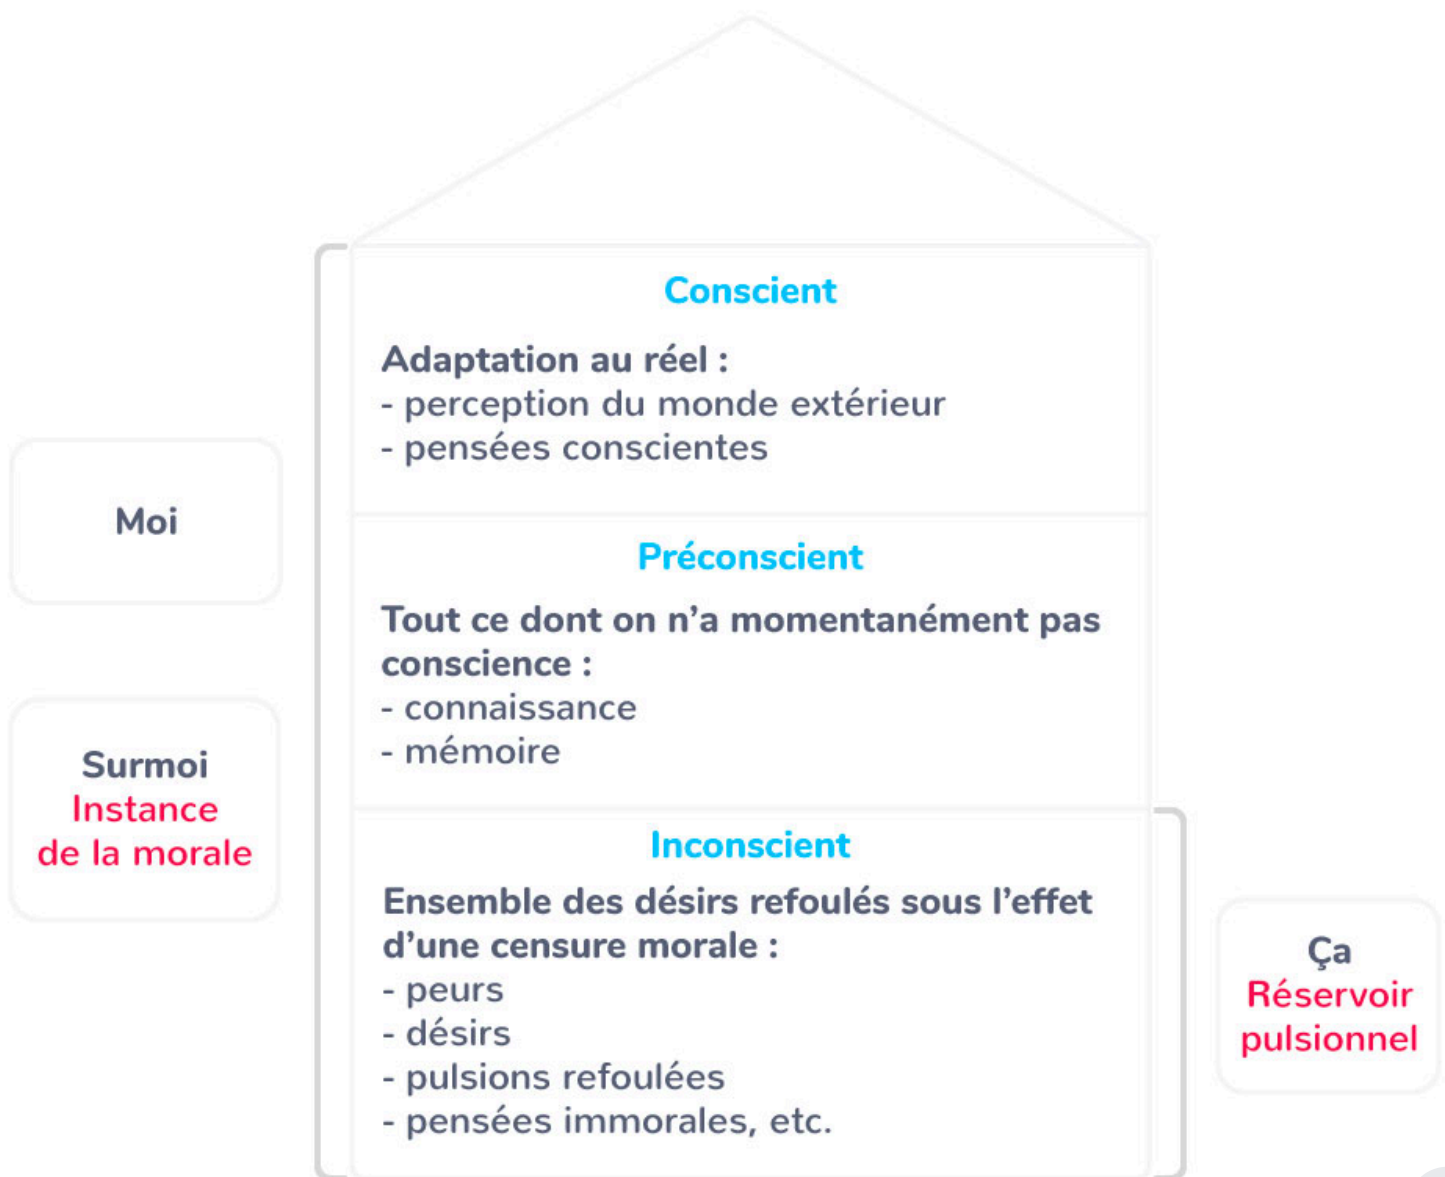 Conscient
Adaptation au réel :
- perception du monde extérieur
- pensées conscientes
Moi
Préconscient
Tout ce dont on n’a momentanément pas
conscience :
- connaissance
- mémoire
Surmoi
Instance
de la morale
Inconscient
Ensemble des désirs refoulés sous l’effet
d’une censure morale :
- peurs
- désirs
- pulsions refoulées
- pensées immorales, etc.
Ça
Réservoir
pulsionnel